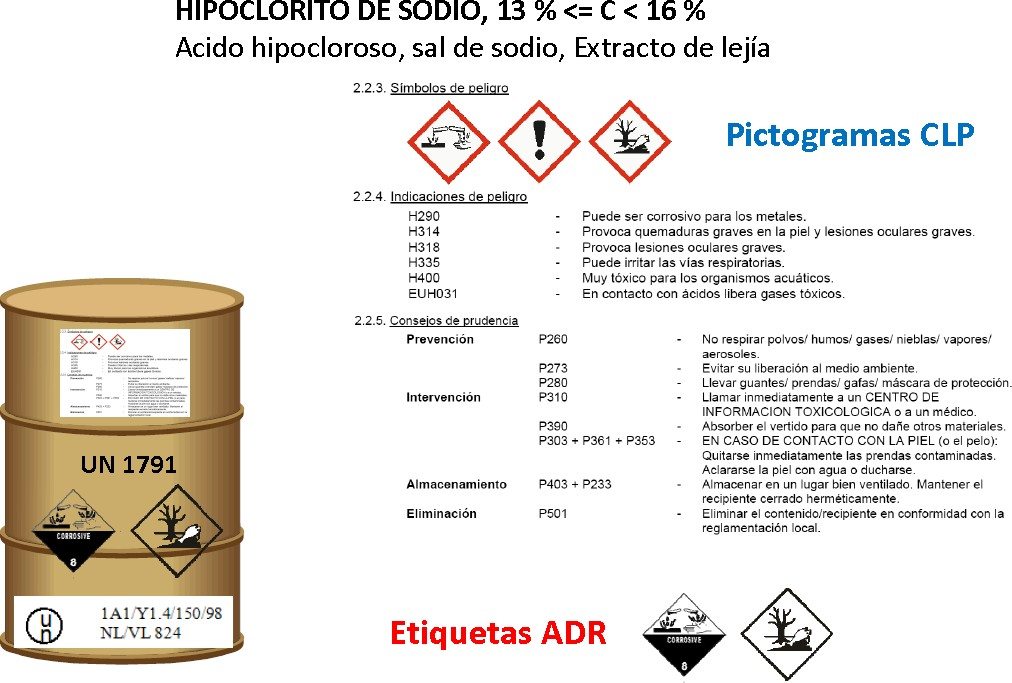 HIPOCLORITO DE SODIO, 13 % <= C < 16 %
Acido hipocloroso, sal de sodio, Extracto de lejía
2.2.3. Símbolos de peligro
Pictogramas CLP
2.2.4. Indicaciones de peligro
H290 - Puede ser corrosivo para los metales.
H314 - Provoca quemaduras graves en la piel y lesiones oculares graves.
H318 - Provoca lesiones oculares graves.
H335 - Puede irritar las vías respiratorias.
H400 - Muy tóxico para los organismos acuáticos.
EUH031 - En contacto con ácidos libera gases tóxicos.
2.2.5. Consejos de prudencia
Prevención P260 - No respirar polvos/ humos/ gases/ nieblas/ vapores/
aerosoles.
P273 - Evitar su liberación al medio ambiente.
P280 - Llevar guantes/ prendas/ gafas/ máscara de protección.
Intervención P310 - Llamar inmediatamente a un CENTRO DE
INFORMACION TOXICOLOGICA o a un médico.
P390 - Absorber el vertido para que no dañe otros materiales.
P303 + P361 + P353 - EN CASO DE CONTACTO CON LA PIEL (o el pelo):
Quitarse inmediatamente las prendas contaminadas.
Aclararse la piel con agua o ducharse.
Almacenamiento P403 + P233 - Almacenar en un lugar bien ventilado. Mantener el
recipiente cerrado herméticamente.
Eliminación P501 - Eliminar el contenido/recipiente en conformidad con la
reglamentación local.
UN 1791
CORROSIVE
8
un
1A1/Y1.4/150/98
NL/VL 824
Etiquetas ADR
CORROSIVE
8